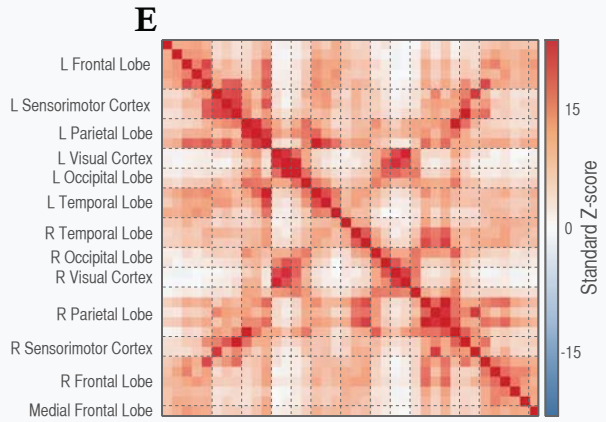 E
L Frontal Lobe
L Sensorimotor Cortex
L Parietal Lobe
L Visual Cortex
L Occipital Lobe
L Temporal Lobe
R Temporal Lobe
R Occipital Lobe
R Visual Cortex
R Parietal Lobe
R Sensorimotor Cortex
R Frontal Lobe
Medial Frontal Lobe
15
0
-15
Standard Z-score